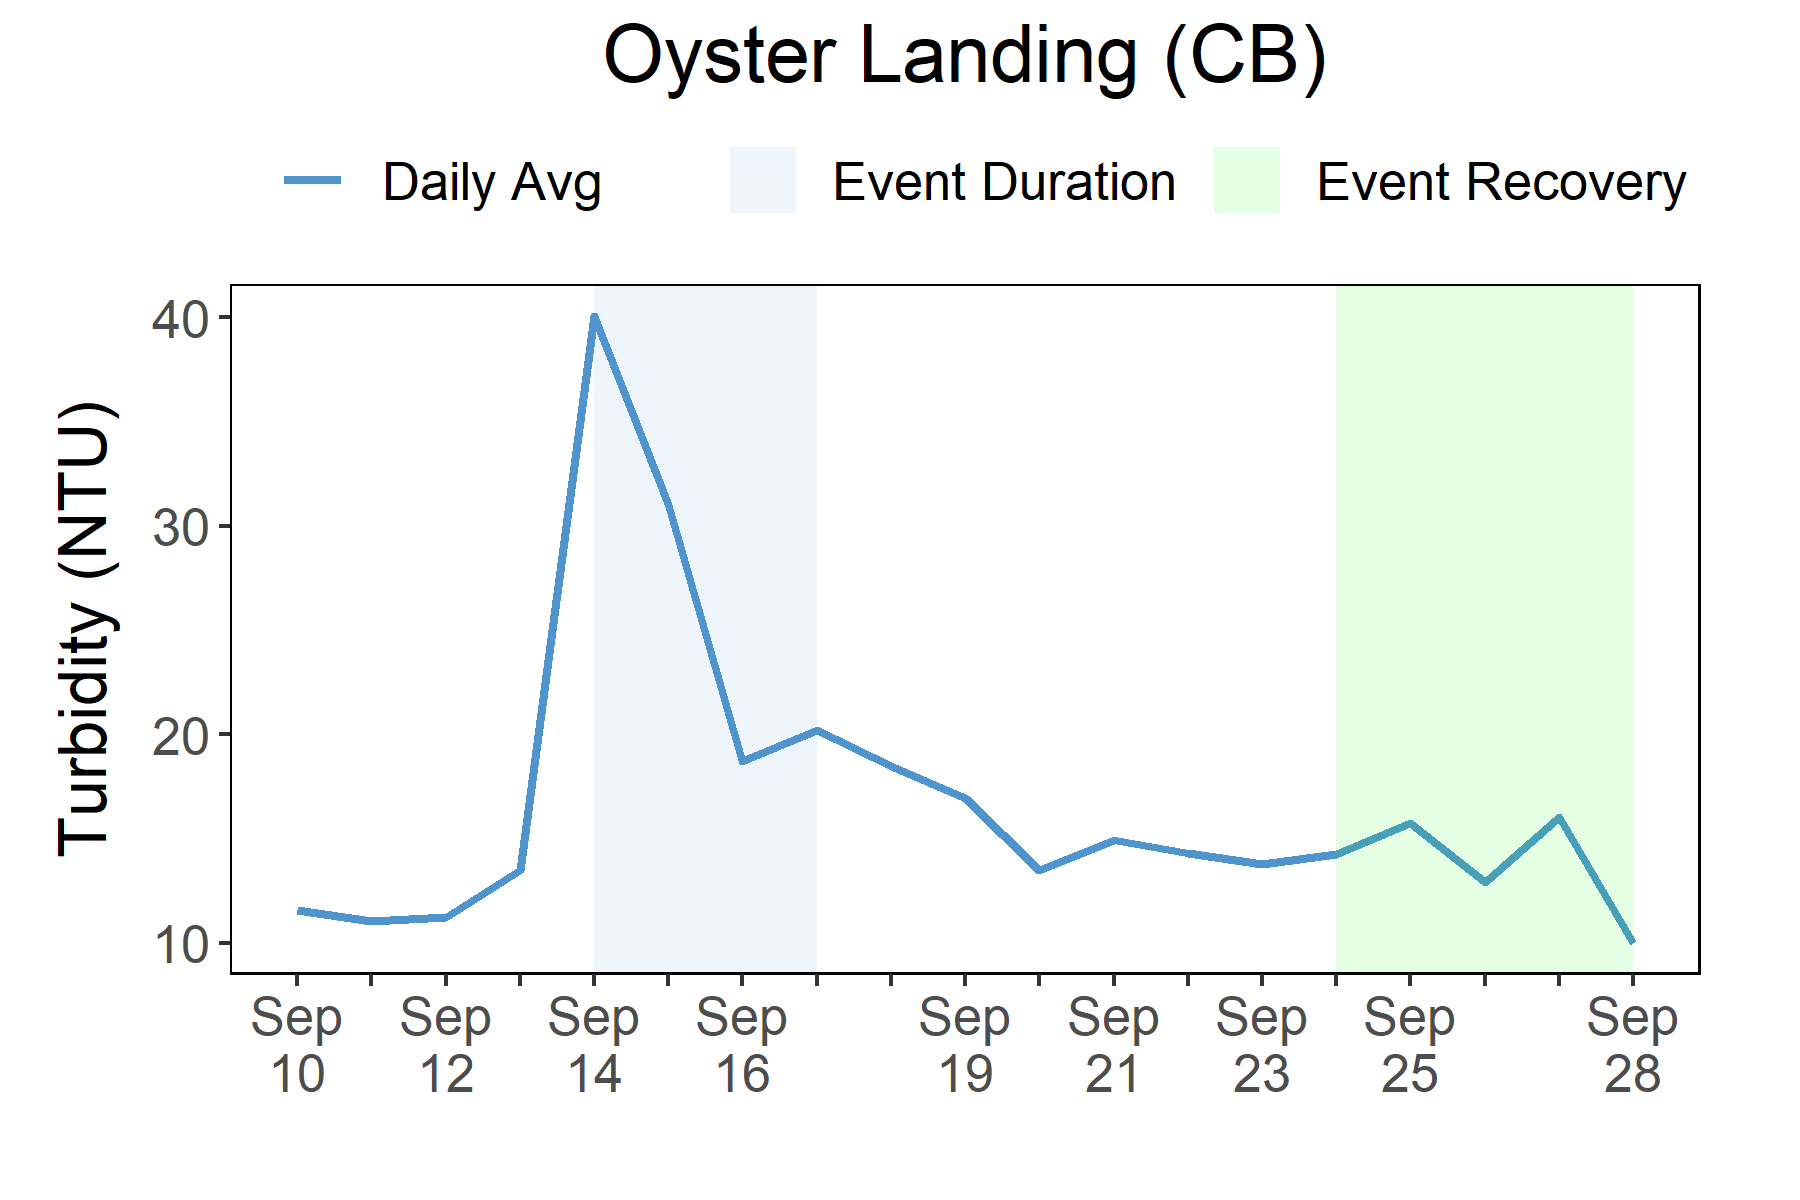 Oyster Landing (CB)
Daily Avg Event Duration Event Recovery
Turbidity (NTU)
40
30
20
10
Sep Sep Sep Sep Sep Sep Sep Sep Sep
10 12 14 16 19 21 23 25 28